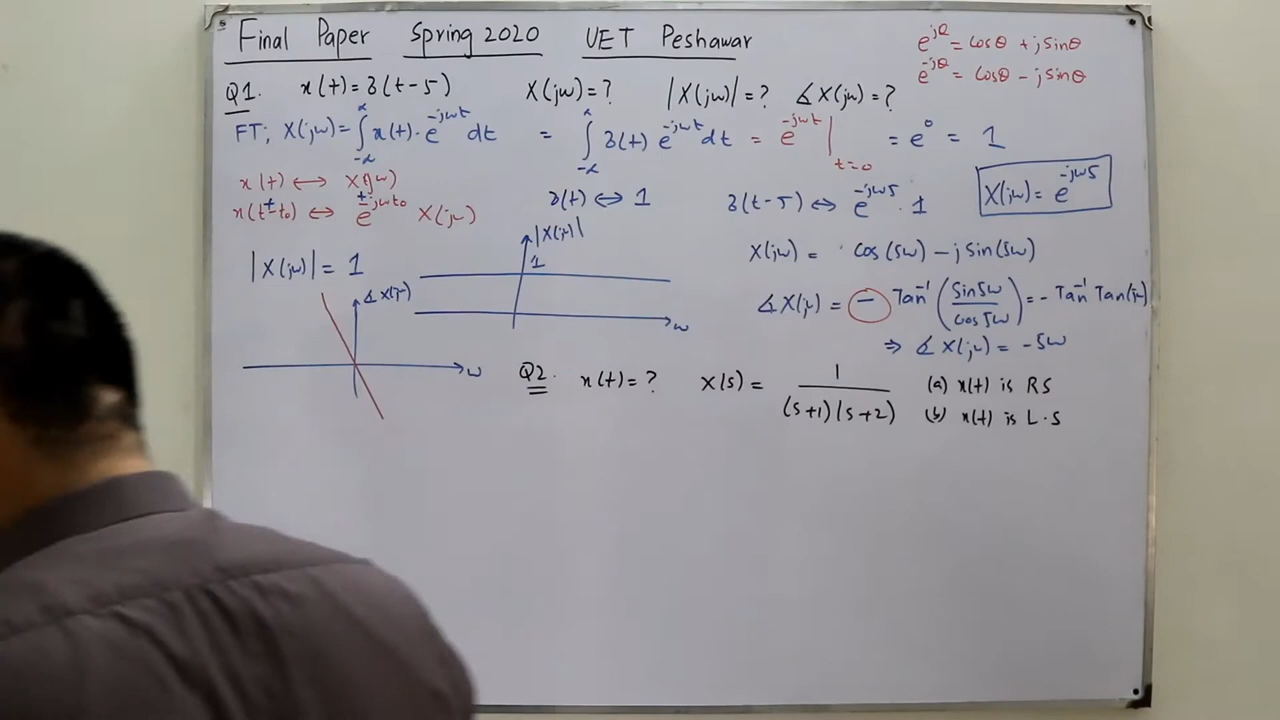 Final Paper Spring 2020 UET Peshawar
e^{jθ} = cosθ + j sinθ
e^{-jθ} = cosθ - j sinθ
Q1. x(t) = δ(t-5) X(jω) = ? |X(jω)| = ? ∡X(jω) = ?
FT; X(jω) = ∫_{-∞}^{∞} x(t) · e^{-jωt} dt = ∫_{-∞}^{∞} δ(t) e^{-jωt} dt = e^{-jωt} |_{t=0} = e^0 = 1
x(t) ↔ X(jω)
x(t ± t0) ↔ e^{±jωt0} X(jω) δ(t) ↔ 1 δ(t-5) ↔ e^{-jω5} · 1 X(jω) = e^{-jω5}
|X(jω)| = 1 |X(jω)| 1 ω X(jω) = cos(5ω) - j sin(5ω)
∡X(jω) ω ∡X(jω) = - Tan^{-1} (Sin5ω / cos5ω) = - Tan^{-1} Tan(jω)
⇒ ∡X(jω) = -5ω
Q2. x(t) = ? X(s) = 1 / (s+1)(s+2) (a) x(t) is RS
(b) x(t) is L.S